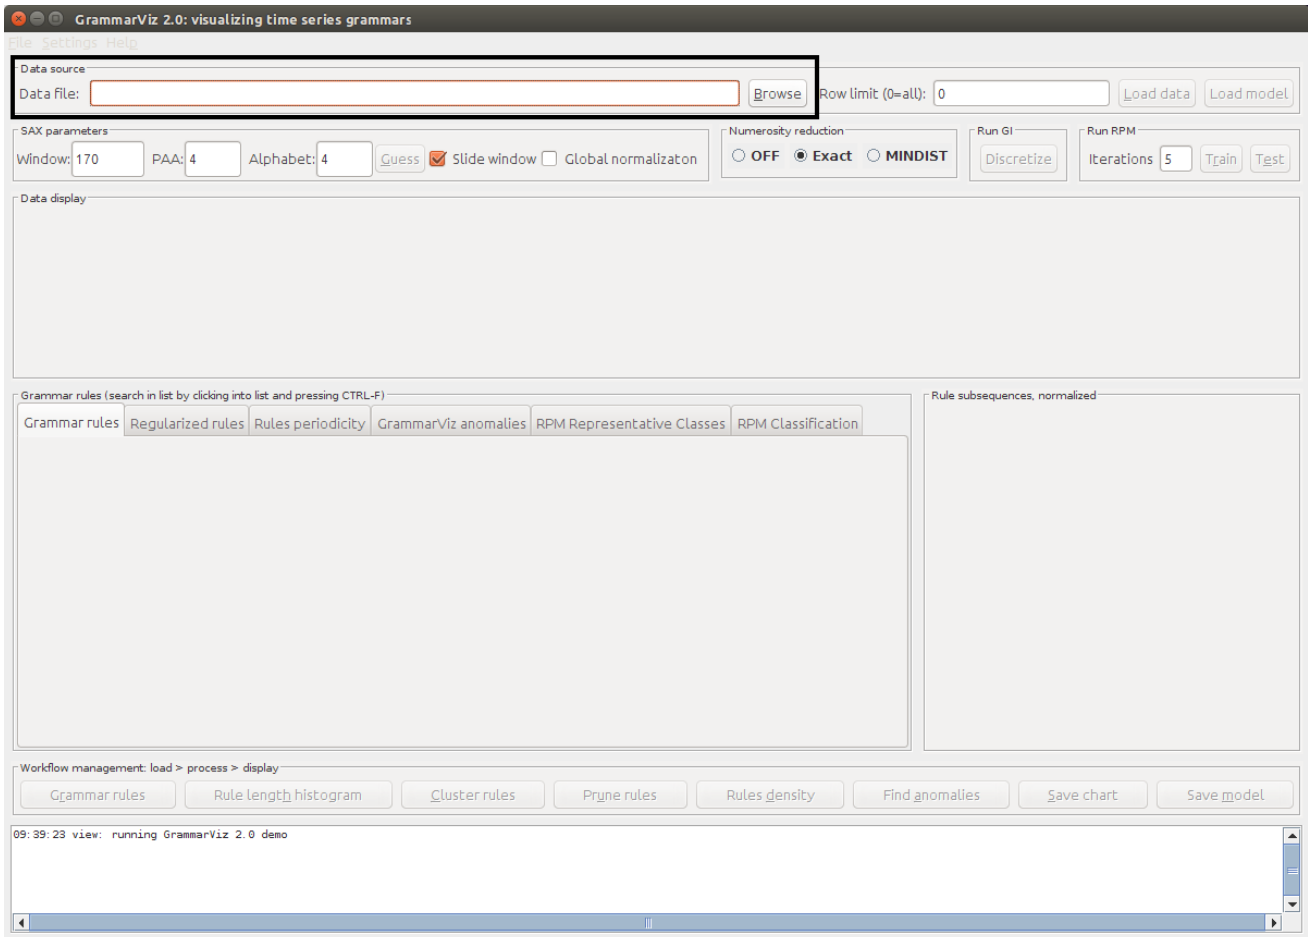 GrammarViz 2.0: visualizing time series grammars
File Settings Help
Data source
Data file: Browse Row limit (0=all): 0 Load data Load model
SAX parameters Numerosity reduction Run GI Run RPM
Window: 170 PAA: 4 Alphabet: 4 Guess Slide window Global normalizaton OFF Exact MINDIST Discretize Iterations 5 Train Test
Data display
Grammar rules (search in list by clicking into list and pressing CTRL-F) Rule subsequences, normalized
Grammar rules Regularized rules Rules periodicity GrammarViz anomalies RPM Representative Classes RPM Classification
Workflow management: load > process > display
Grammar rules Rule length histogram Cluster rules Prune rules Rules density Find anomalies Save chart Save model
09:39:23 view: running GrammarViz 2.0 demo